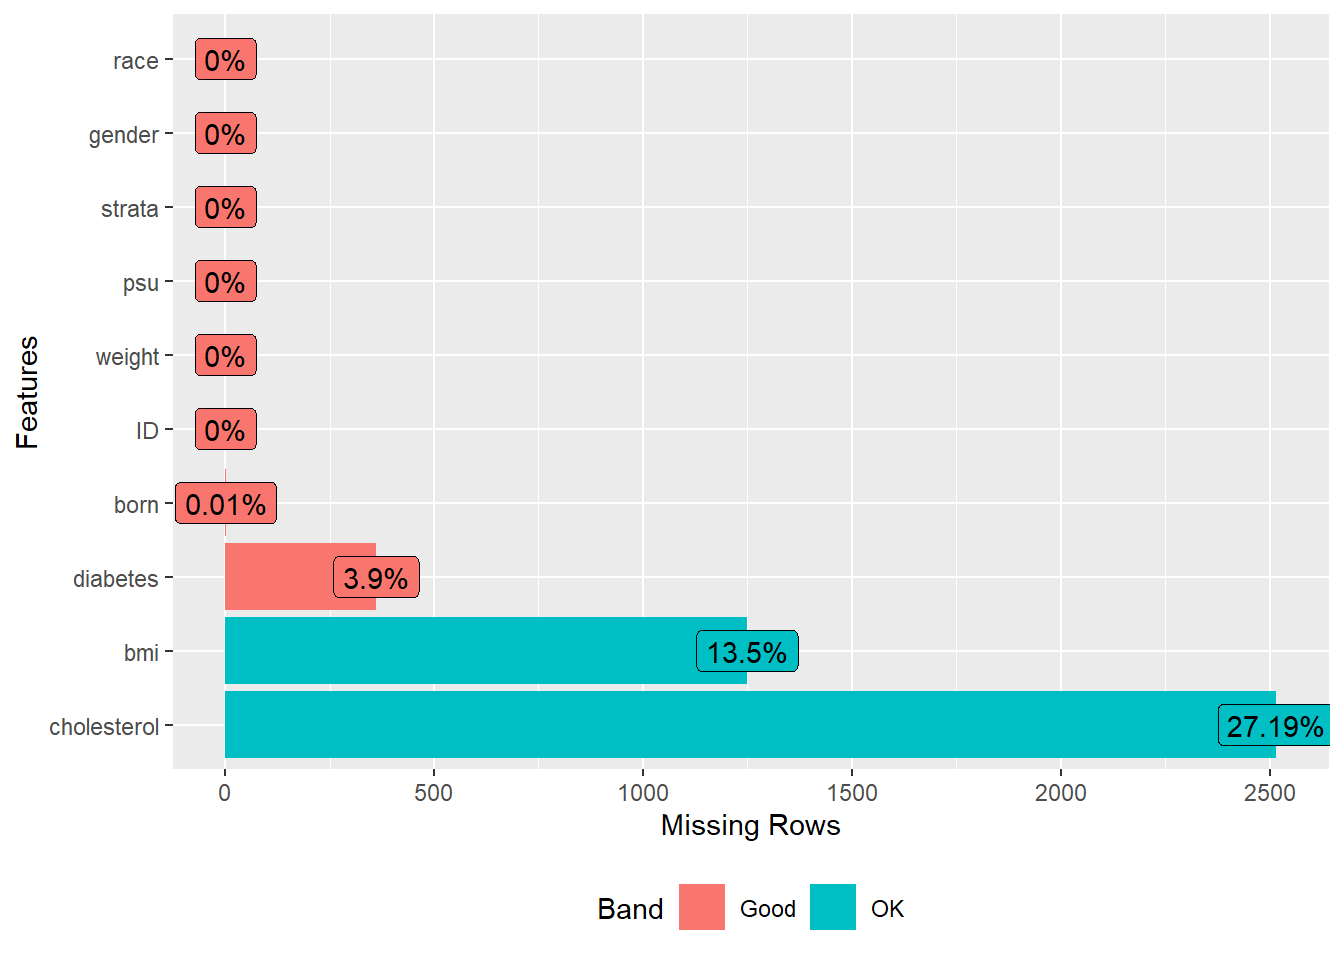 race 0%
gender 0%
strata 0%
psu 0%
weight 0%
ID 0%
born 0.01%
diabetes 3.9%
bmi 13.5%
cholesterol 27.19%
Features
0 500 1000 1500 2000 2500
Missing Rows
Band Good OK